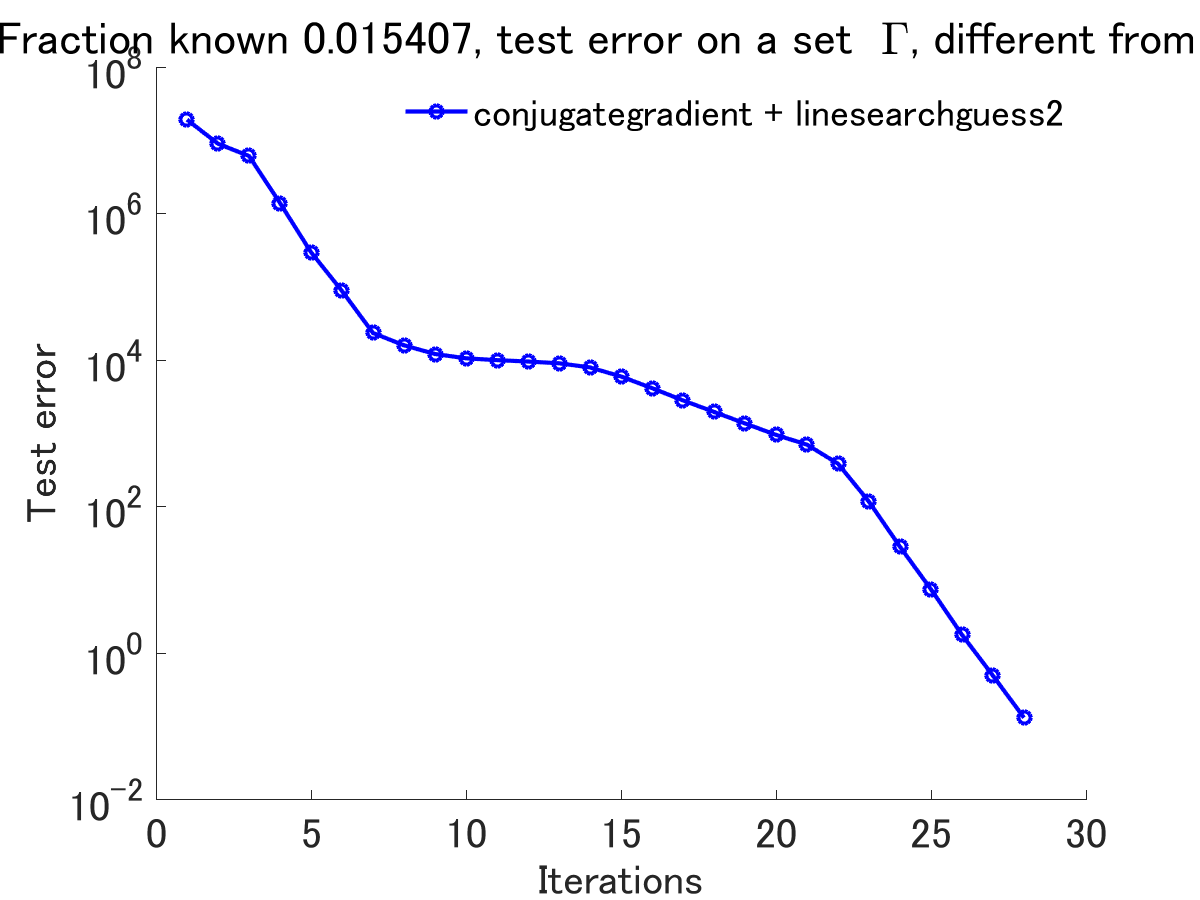 Fraction known 0.015407, test error on a set Γ, different from
10^8
conjugategradient + linesearchguess2
10^6
10^4
10^2
10^0
10^−2
Test error
0 5 10 15 20 25 30
Iterations